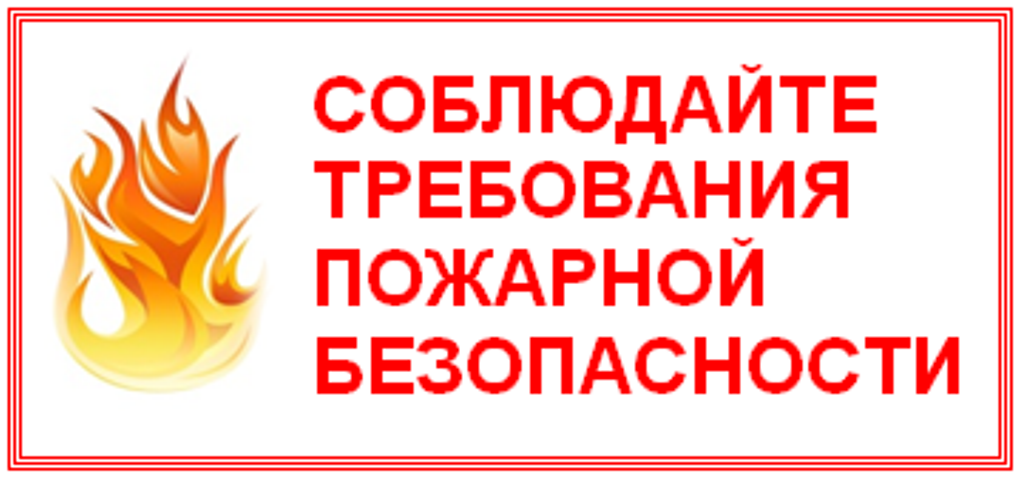 СОБЛЮДАЙТЕ
ТРЕБОВАНИЯ
ПОЖАРНОЙ
БЕЗОПАСНОСТИ